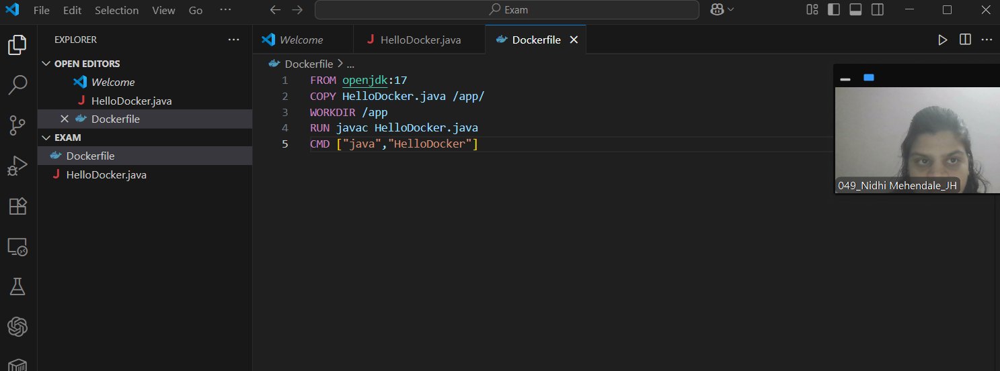 File Edit Selection View Go ... Exam
EXPLORER ...
Welcome HelloDocker.java Dockerfile
OPEN EDITORS
Welcome
HelloDocker.java
Dockerfile
EXAM
Dockerfile
HelloDocker.java
Dockerfile > ...
1 FROM openjdk:17
2 COPY HelloDocker.java /app/
3 WORKDIR /app
4 RUN javac HelloDocker.java
5 CMD ["java","HelloDocker"]
049_Nidhi Mehendale_JH